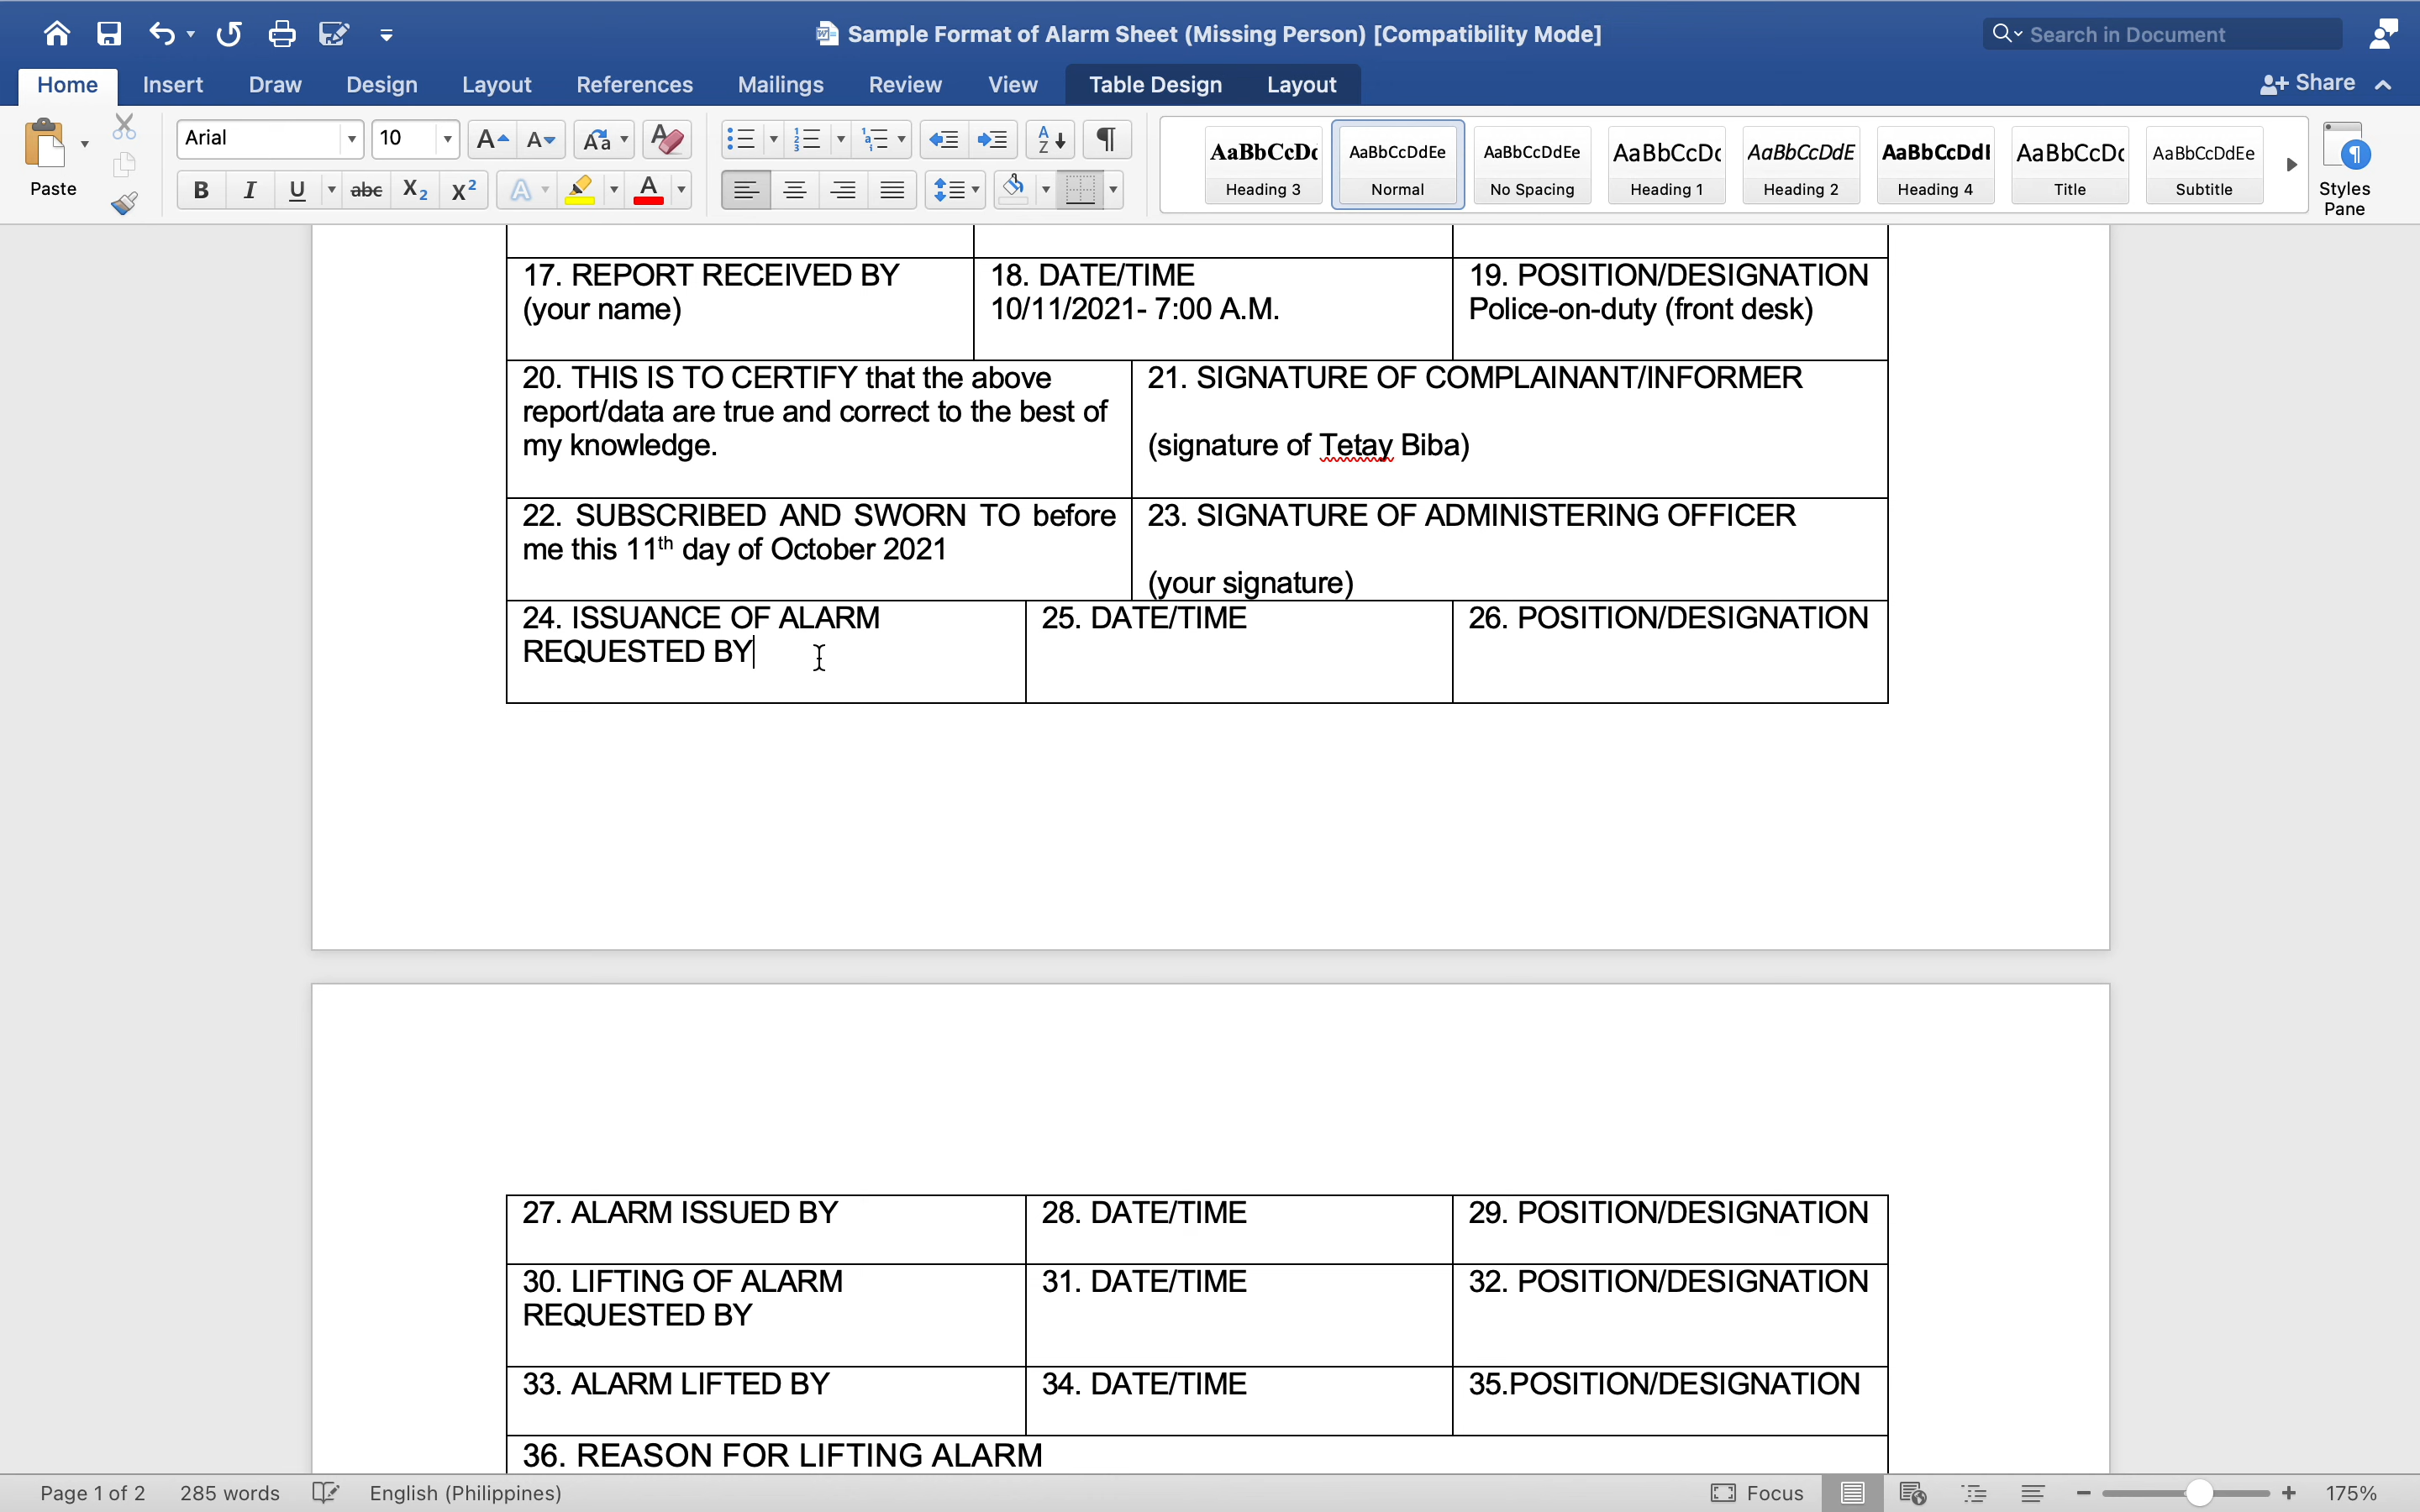 Sample Format of Alarm Sheet (Missing Person) [Compatibility Mode]
Search in Document
Home Insert Draw Design Layout References Mailings Review View Table Design Layout Share
Paste
Arial 10
AaBbCcDc AaBbCcDdEe AaBbCcDdEe AaBbCcDc AaBbCcDdE AaBbCcDdI AaBbCcDc AaBbCcDdEe
Heading 3 Normal No Spacing Heading 1 Heading 2 Heading 4 Title Subtitle
Styles
Pane
17. REPORT RECEIVED BY
(your name)
18. DATE/TIME
10/11/2021- 7:00 A.M.
19. POSITION/DESIGNATION
Police-on-duty (front desk)
20. THIS IS TO CERTIFY that the above
report/data are true and correct to the best of
my knowledge.
21. SIGNATURE OF COMPLAINANT/INFORMER
(signature of Tetay Biba)
22. SUBSCRIBED AND SWORN TO before
me this 11th day of October 2021
23. SIGNATURE OF ADMINISTERING OFFICER
(your signature)
24. ISSUANCE OF ALARM
REQUESTED BY
25. DATE/TIME
26. POSITION/DESIGNATION
27. ALARM ISSUED BY
28. DATE/TIME
29. POSITION/DESIGNATION
30. LIFTING OF ALARM
REQUESTED BY
31. DATE/TIME
32. POSITION/DESIGNATION
33. ALARM LIFTED BY
34. DATE/TIME
35.POSITION/DESIGNATION
36. REASON FOR LIFTING ALARM
Page 1 of 2 285 words English (Philippines) Focus 175%